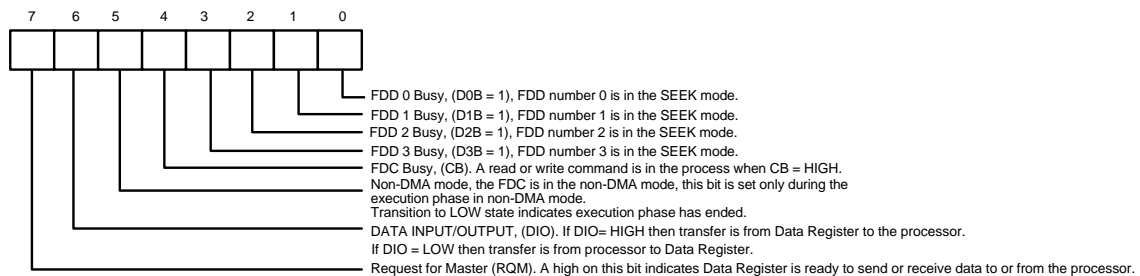 7 6 5 4 3 2 1 0
FDD 0 Busy, (D0B = 1), FDD number 0 is in the SEEK mode.
FDD 1 Busy, (D1B = 1), FDD number 1 is in the SEEK mode.
FDD 2 Busy, (D2B = 1), FDD number 2 is in the SEEK mode.
FDD 3 Busy, (D3B = 1), FDD number 3 is in the SEEK mode.
FDC Busy, (CB). A read or write command is in the process when CB = HIGH.
Non-DMA mode, the FDC is in the non-DMA mode, this bit is set only during the
execution phase in non-DMA mode.
Transition to LOW state indicates execution phase has ended.
DATA INPUT/OUTPUT, (DIO). If DIO= HIGH then transfer is from Data Register to the processor.
If DIO = LOW then transfer is from processor to Data Register.
Request for Master (RQM). A high on this bit indicates Data Register is ready to send or receive data to or from the processor.